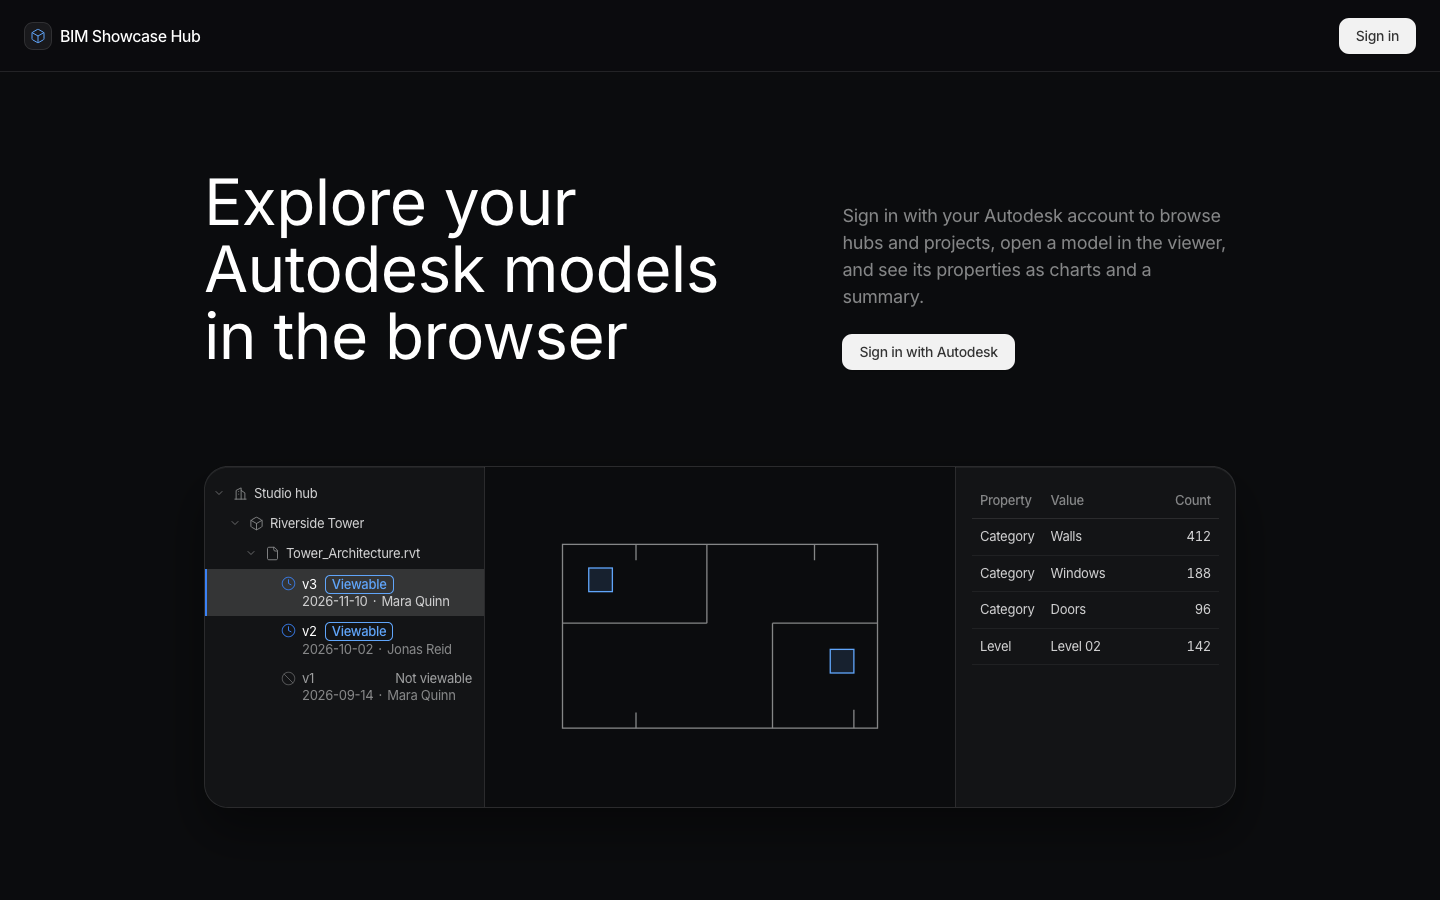 BIM Showcase Hub
Sign in
Explore your
Autodesk models
in the browser
Sign in with your Autodesk account to browse
hubs and projects, open a model in the viewer,
and see its properties as charts and a
summary.
Sign in with Autodesk
Studio hub
Riverside Tower
Tower_Architecture.rvt
v3 Viewable
2026-11-10 · Mara Quinn
v2 Viewable
2026-10-02 · Jonas Reid
v1 Not viewable
2026-09-14 · Mara Quinn
Property Value Count
Category Walls 412
Category Windows 188
Category Doors 96
Level Level 02 142